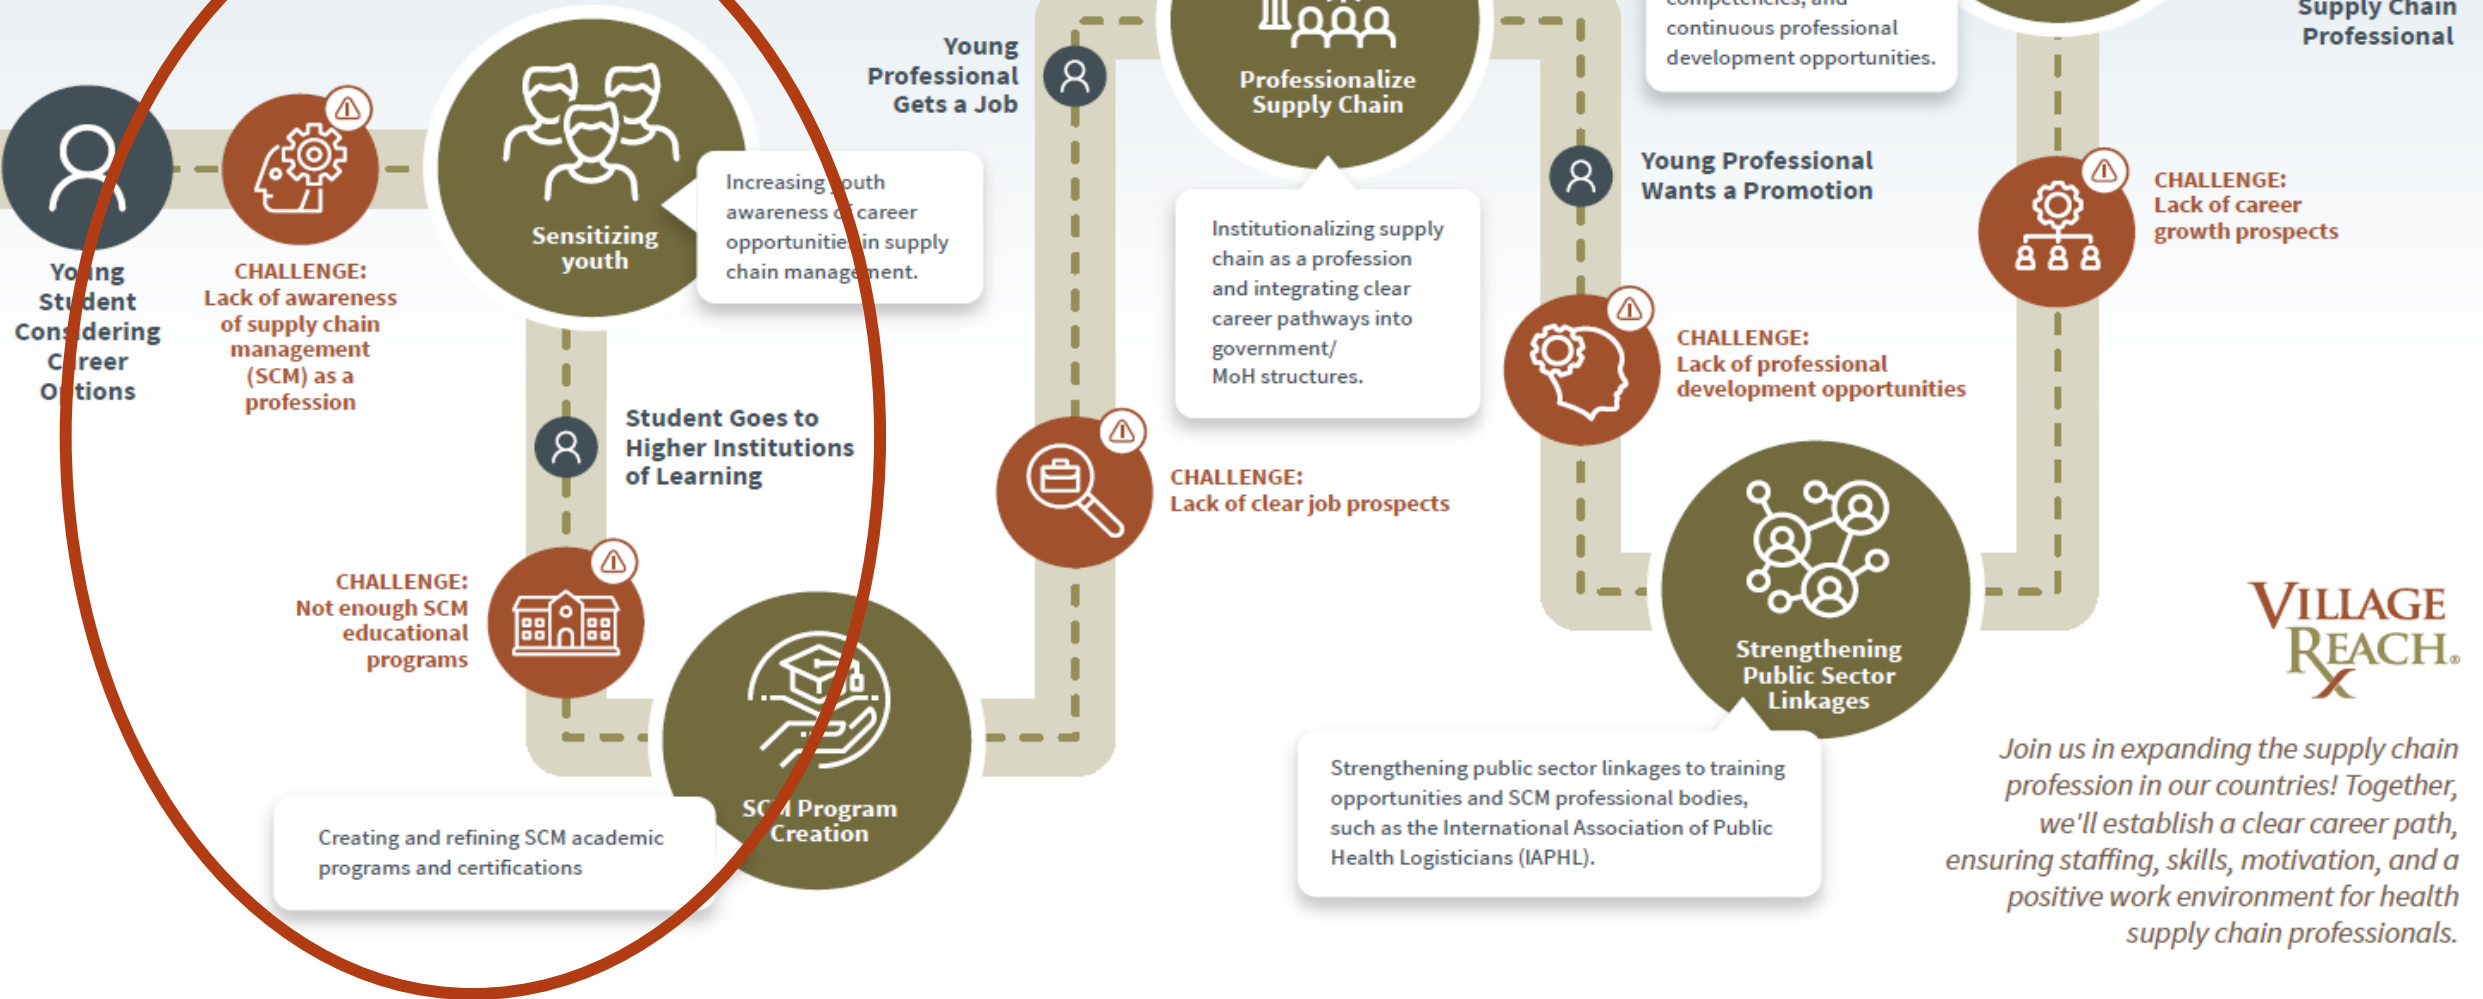 Young
Student
Considering
Career
Options
CHALLENGE:
Lack of awareness
of supply chain
management
(SCM) as a
profession
Sensitizing
youth
Increasing youth
awareness of career
opportunities in supply
chain management.
Student Goes to
Higher Institutions
of Learning
CHALLENGE:
Not enough SCM
educational
programs
SCM Program
Creation
Creating and refining SCM academic
programs and certifications
CHALLENGE:
Lack of clear job prospects
Young
Professional
Gets a Job
Professionalize
Supply Chain
Institutionalizing supply
chain as a profession
and integrating clear
career pathways into
government/
MoH structures.
Young Professional
Wants a Promotion
CHALLENGE:
Lack of professional
development opportunities
Strengthening
Public Sector
Linkages
Strengthening public sector linkages to training
opportunities and SCM professional bodies,
such as the International Association of Public
Health Logisticians (IAPHL).
CHALLENGE:
Lack of career
growth prospects
competencies, and
continuous professional
development opportunities.
Supply Chain
Professional
VILLAGE
REACH®
Join us in expanding the supply chain
profession in our countries! Together,
we'll establish a clear career path,
ensuring staffing, skills, motivation, and a
positive work environment for health
supply chain professionals.